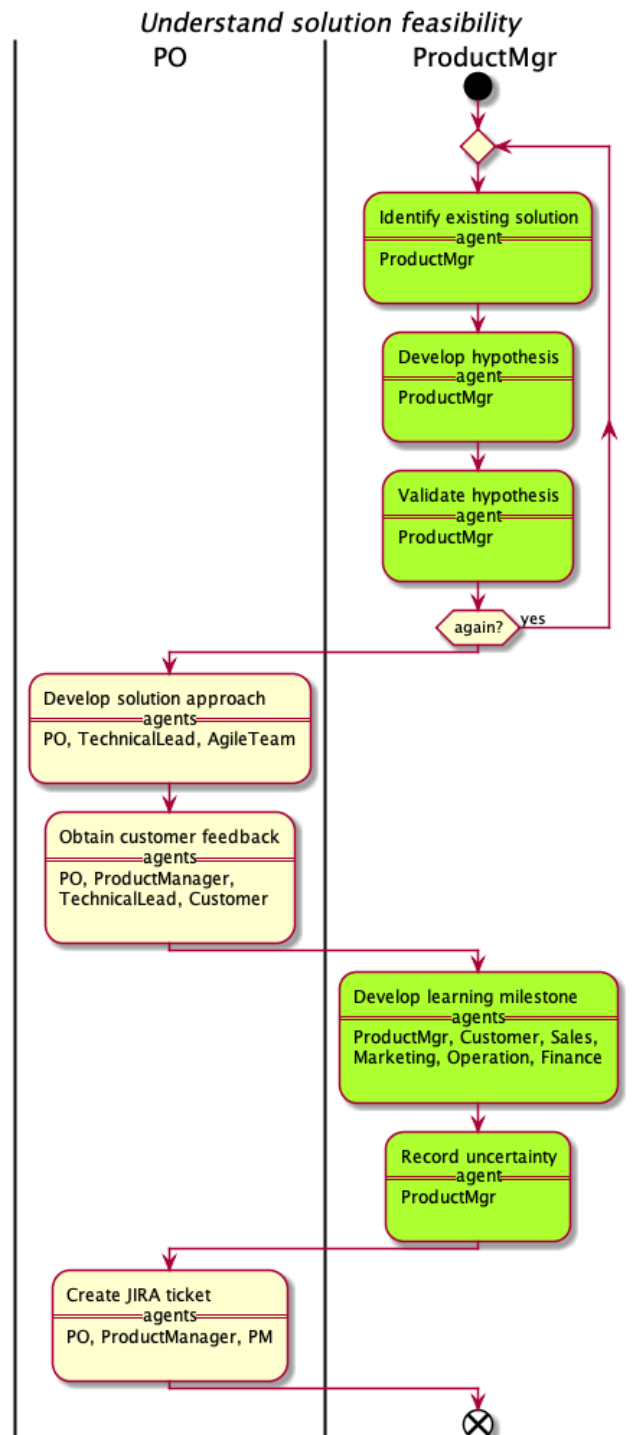 Understand solution feasibility
PO
ProductMgr
Identify existing solution
agent
ProductMgr
Develop hypothesis
agent
ProductMgr
Validate hypothesis
agent
ProductMgr
again?
yes
Develop solution approach
agents
PO, TechnicalLead, AgileTeam
Obtain customer feedback
agents
PO, ProductManager,
TechnicalLead, Customer
Develop learning milestone
agents
ProductMgr, Customer, Sales,
Marketing, Operation, Finance
Record uncertainty
agent
ProductMgr
Create JIRA ticket
agents
PO, ProductManager, PM